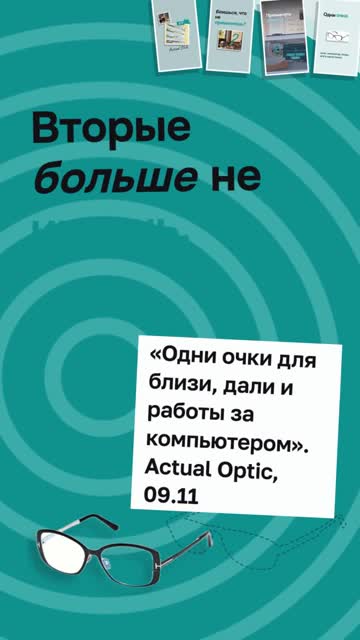 Вторые
больше не
«Одни очки для
близи, дали и
работы за
компьютером».
Actual Optic,
09.11